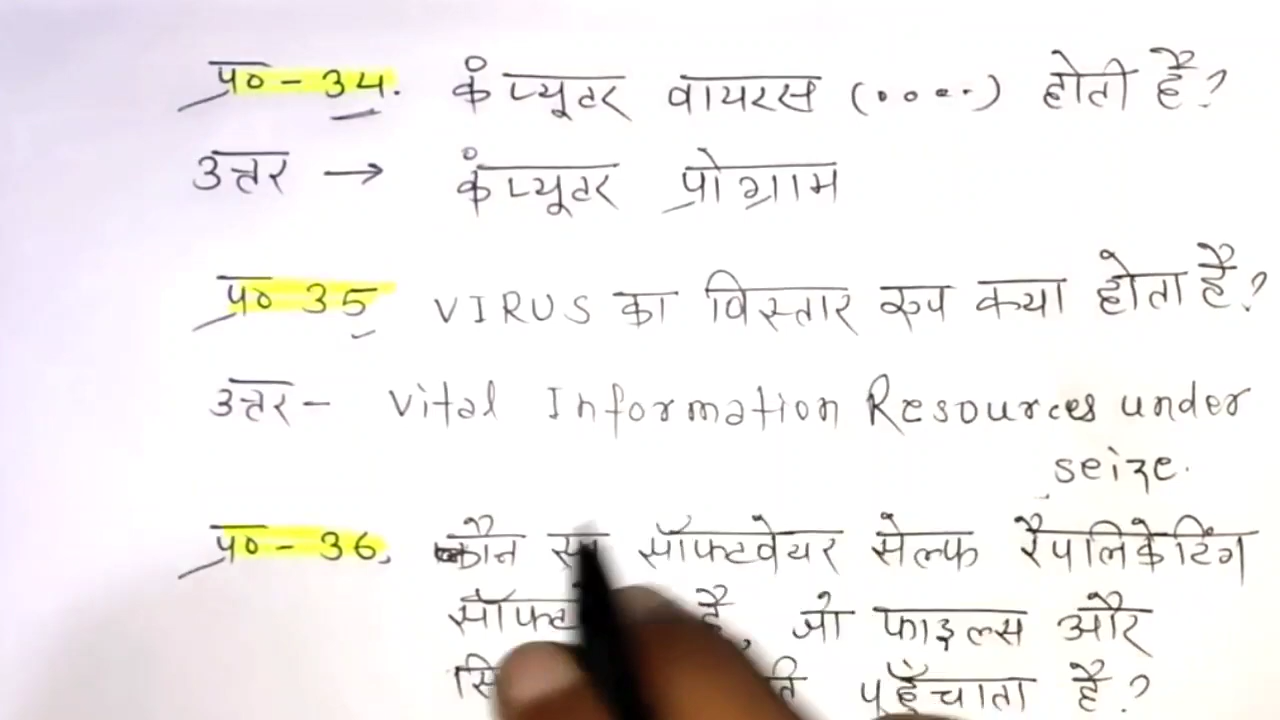 प्र० - 34. कंप्यूटर वायरस (....) होती है?
उत्तर → कंप्यूटर प्रोग्राम
प्र० 35 VIRUS का विस्तार रूप क्या होता है?
उत्तर - Vital Information Resources under
seize.
प्र० - 36. कौन सा सॉफ्टवेयर सेल्फ रैपलिकेटिंग
है, जो फाइल्स और
पहुँचाता है?